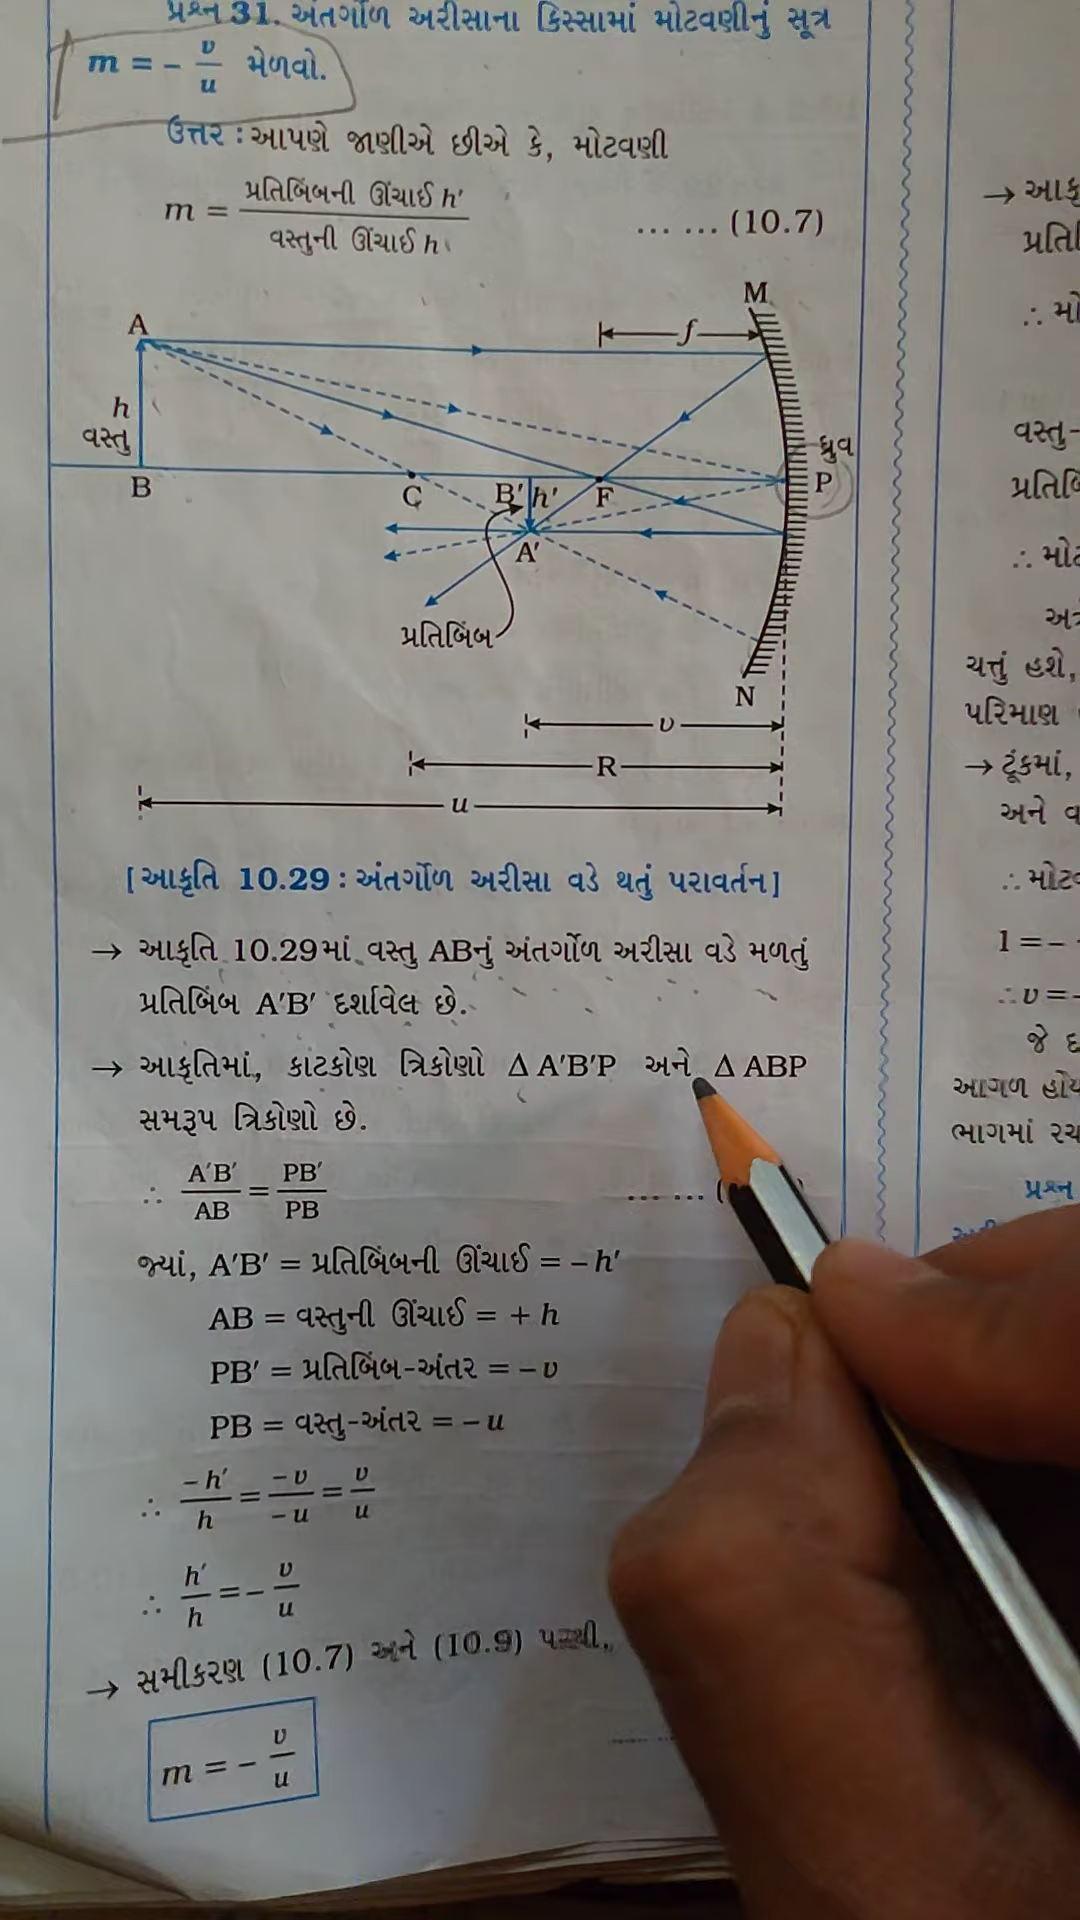 પ્રશ્ન 31. અંતર્ગોળ અરીસાના કિસ્સામાં મોટવણીનું સૂત્ર
m = − v/u મેળવો.
ઉત્તર : આપણે જાણીએ છીએ કે, મોટવણી
m = પ્રતિબિંબની ઊંચાઈ h′ / વસ્તુની ઊંચાઈ h ... ... (10.7)
M
A
f
h
વસ્તુ
ધ્રુવ
B C B′ h′ F P
A′
પ્રતિબિંબ
N
v
R
u
[આકૃતિ 10.29 : અંતર્ગોળ અરીસા વડે થતું પરાવર્તન]
→ આકૃતિ 10.29માં વસ્તુ ABનું અંતર્ગોળ અરીસા વડે મળતું
પ્રતિબિંબ A′B′ દર્શાવેલ છે.
→ આકૃતિમાં, કાટકોણ ત્રિકોણો Δ A′B′P અને Δ ABP
સમરૂપ ત્રિકોણો છે.
∴ A′B′/AB = PB′/PB ... ... (
જ્યાં, A′B′ = પ્રતિબિંબની ઊંચાઈ = − h′
AB = વસ્તુની ઊંચાઈ = + h
PB′ = પ્રતિબિંબ-અંતર = − v
PB = વસ્તુ-અંતર = − u
∴ − h′/h = − v/− u = v/u
∴ h′/h = − v/u
→ સમીકરણ (10.7) અને (10.9) પરથી,
m = − v/u
→ આકૃ
પ્રતિ
∴ મો
વસ્તુ-
પ્રતિબિ
∴ મોટ
અત્ર
ચત્તું હશે,
પરિમાણ
→ ટૂંકમાં,
અને વ
∴ મોટવ
1 = −
∴ v = −
જે દ
આગળ હોય
ભાગમાં રચ
પ્રશ્ન